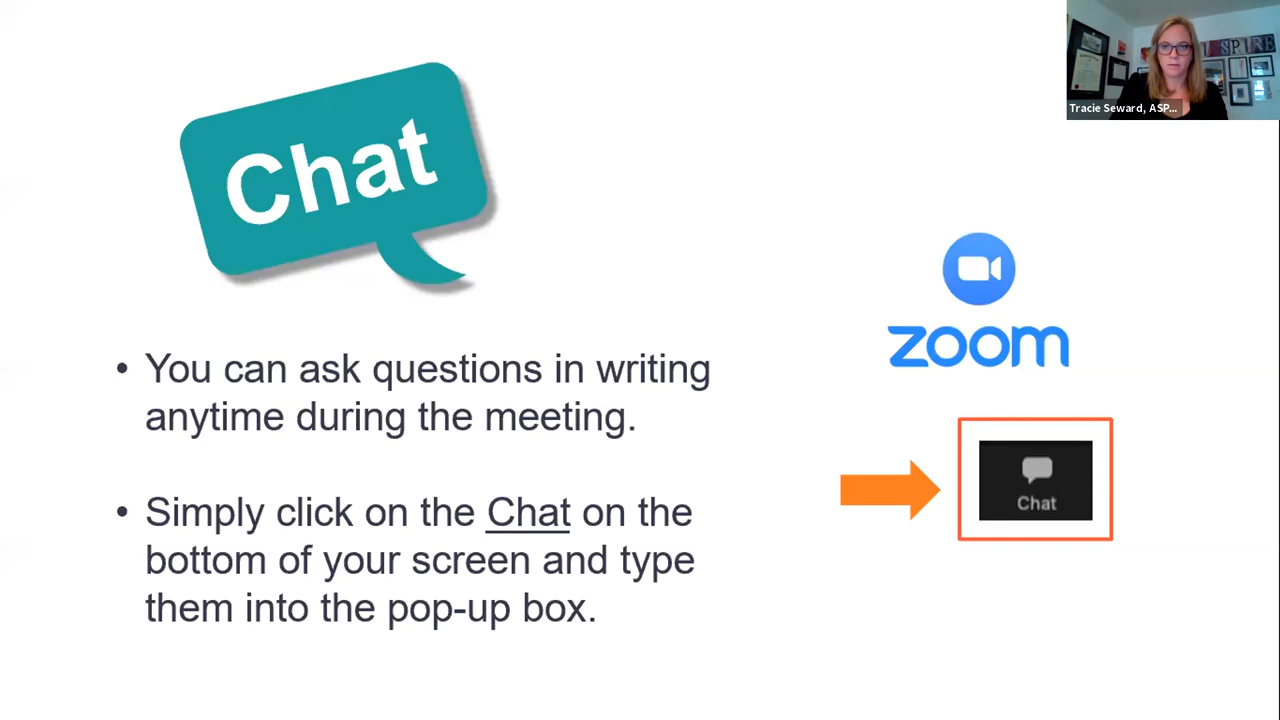 Chat
SPIRE
Tracie Seward, ASP...
zoom
• You can ask questions in writing
anytime during the meeting.
• Simply click on the Chat on the
bottom of your screen and type
them into the pop-up box.
Chat